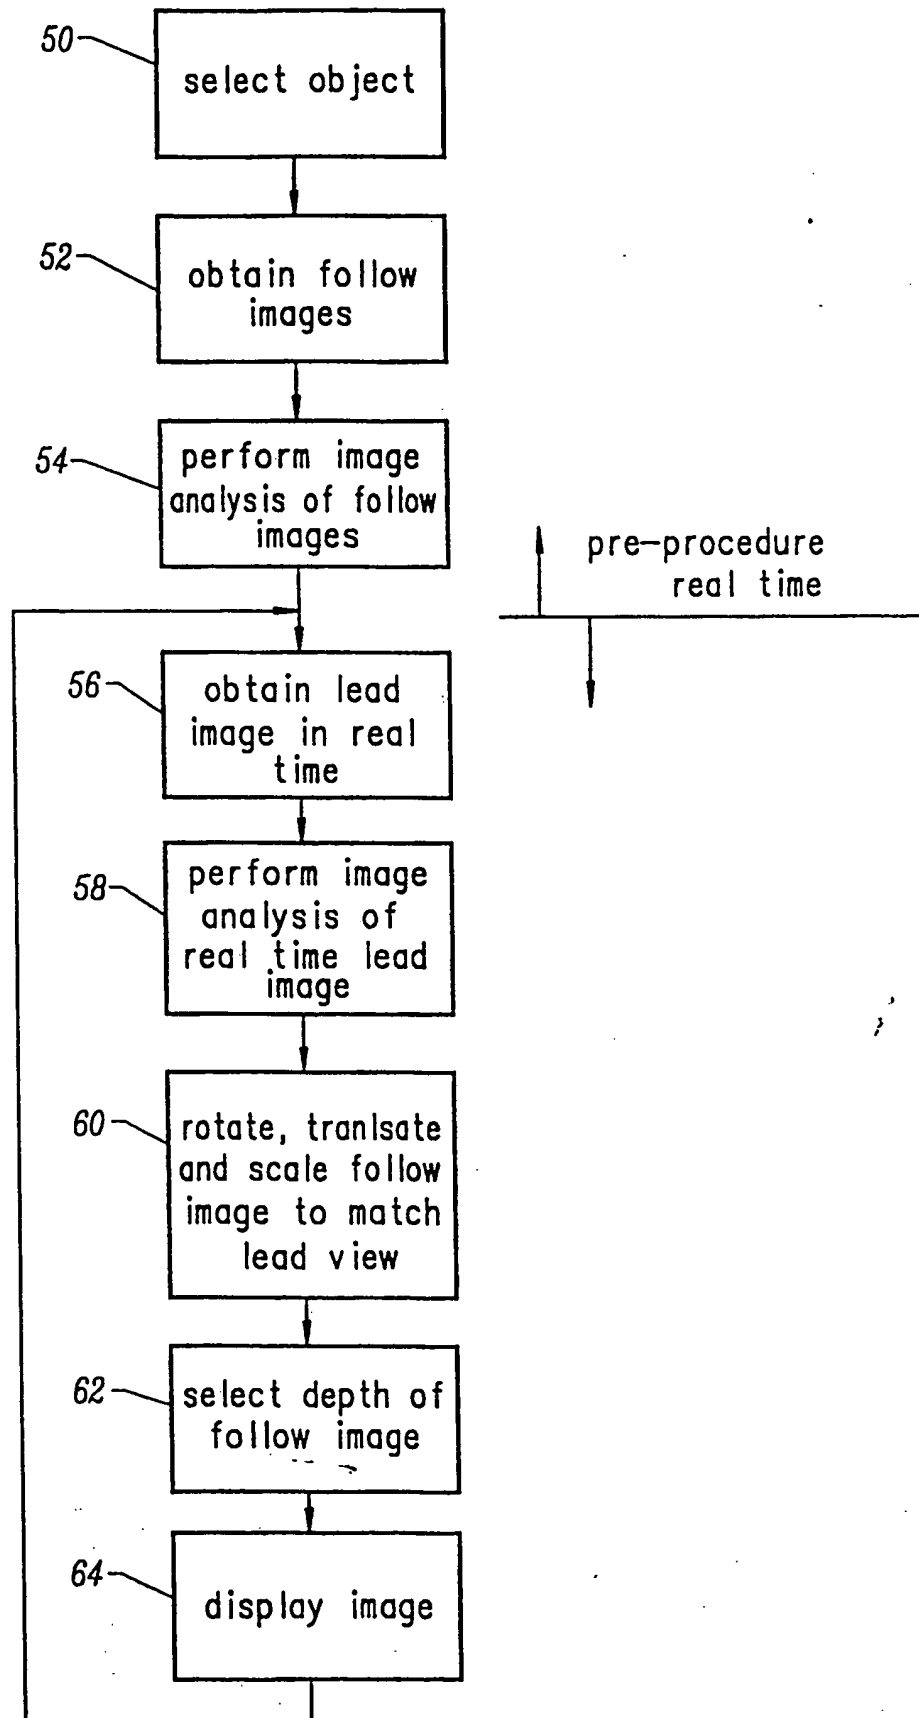 50
select object
52
obtain follow
images
54
perform image
analysis of follow
images
pre-procedure
real time
56
obtain lead
image in real
time
58
perform image
analysis of
real time lead
image
60
rotate, tranlsate
and scale follow
image to match
lead view
62
select depth of
follow image
64
display image